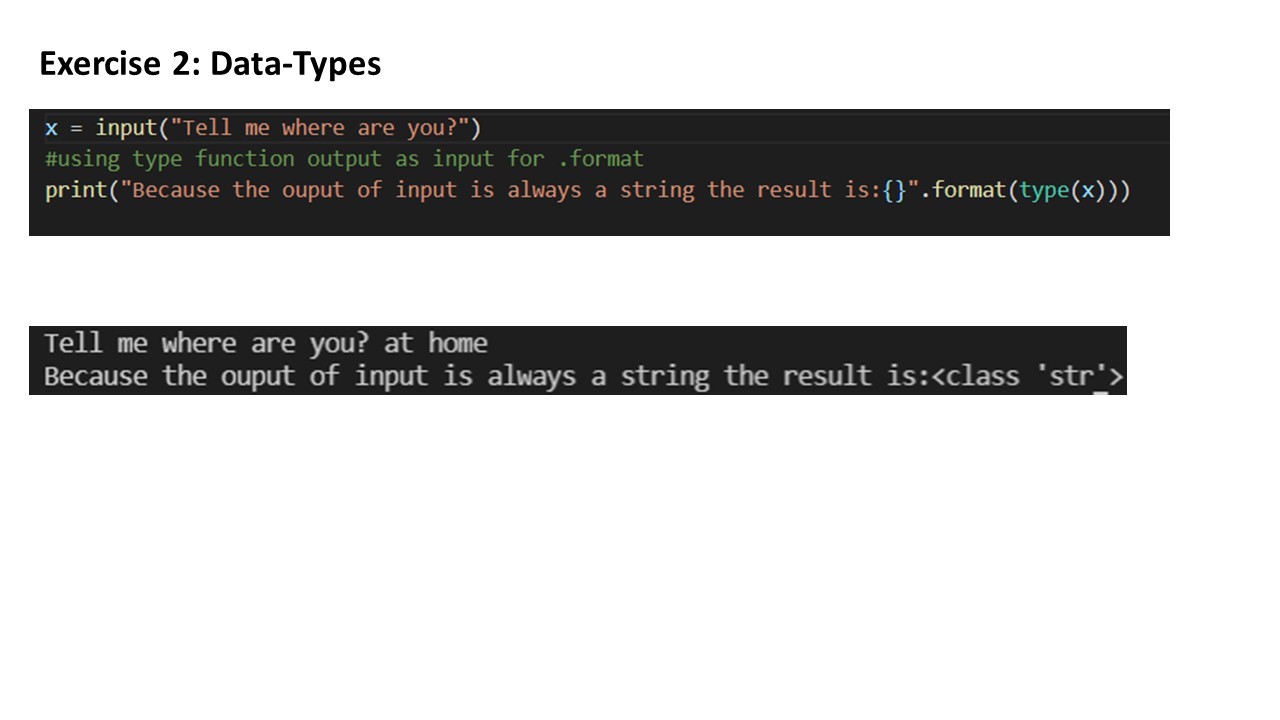 Exercise 2: Data-Types
x = input("Tell me where are you?")
#using type function output as input for .format
print("Because the ouput of input is always a string the result is:{}".format(type(x)))
Tell me where are you? at home
Because the ouput of input is always a string the result is:<class 'str'>